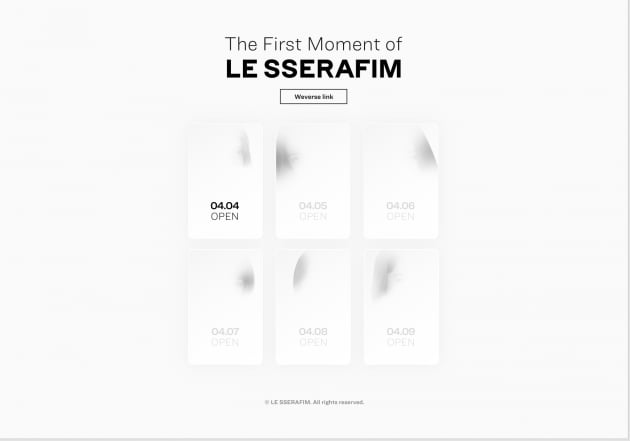 The First Moment of
LE SSERAFIM
Weverse link
04.04
OPEN
04.05
OPEN
04.06
OPEN
04.07
OPEN
04.08
OPEN
04.09
OPEN
© LE SSERAFIM. All rights reserved.